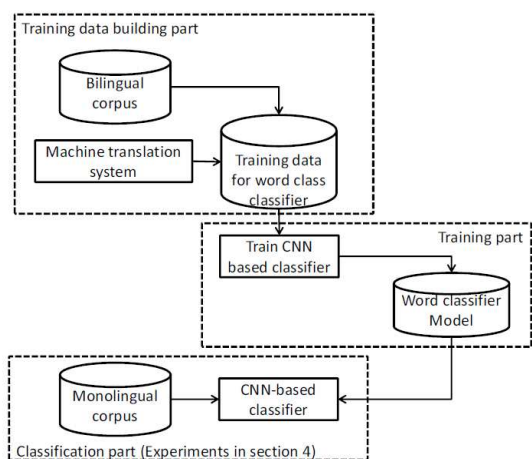 Training data building part
Bilingual
corpus
Machine translation
system
Training data
for word class
classifier
Training part
Train CNN
based classifier
Word classifier
Model
Monolingual
corpus
CNN-based
classifier
Classification part (Experiments in section 4)